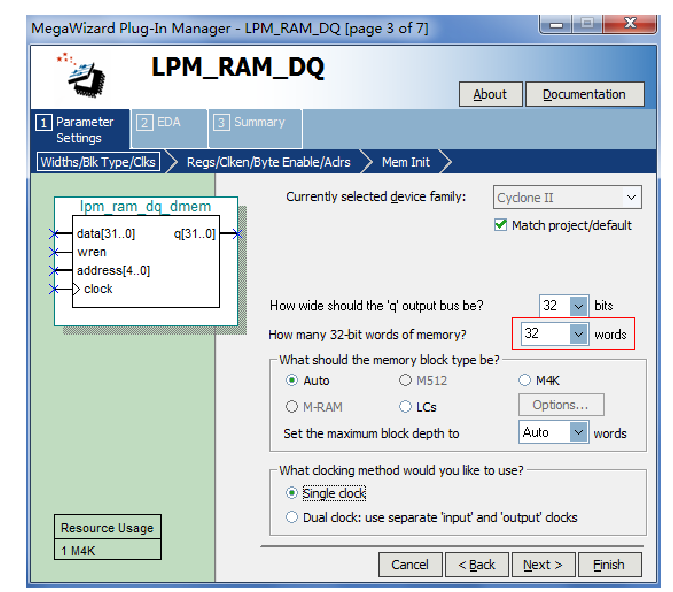 MegaWizard Plug-In Manager - LPM_RAM_DQ [page 3 of 7]
LPM_RAM_DQ
About
Documentation
1 Parameter Settings
2 EDA
3 Summary
Widths/Blk Type/Clks
Regs/Clken/Byte Enable/Adrs
Mem Init
lpm_ram_dq_dmem
data[31..0]
q[31..0]
wren
address[4..0]
clock
Currently selected device family:
Cyclone II
Match project/default
How wide should the 'q' output bus be?
32
bits
How many 32-bit words of memory?
32
words
What should the memory block type be?
Auto
M512
M4K
M-RAM
LCs
Options...
Set the maximum block depth to
Auto
words
What clocking method would you like to use?
Single clock
Dual clock: use separate 'input' and 'output' clocks
Resource Usage
1 M4K
Cancel
< Back
Next >
Finish